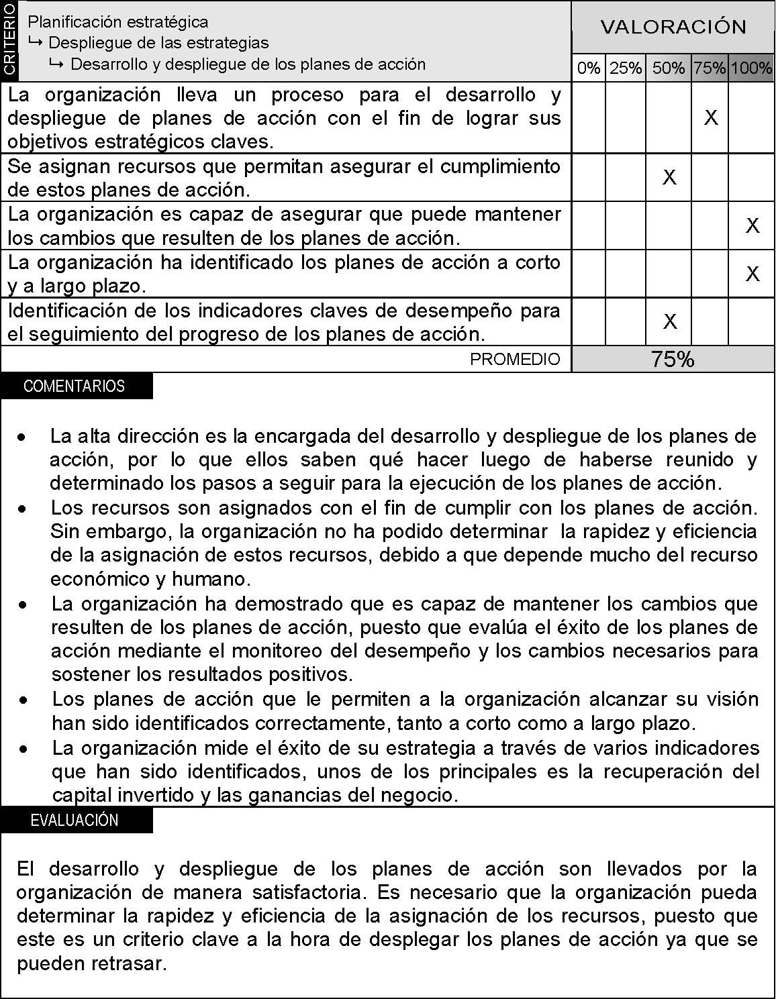 CRITERIO
Planificación estratégica
↳ Despliegue de las estrategias
↳ Desarrollo y despliegue de los planes de acción
VALORACIÓN
0% 25% 50% 75% 100%
La organización lleva un proceso para el desarrollo y
despliegue de planes de acción con el fin de lograr sus
objetivos estratégicos claves.
X
Se asignan recursos que permitan asegurar el cumplimiento
de estos planes de acción.
X
La organización es capaz de asegurar que puede mantener
los cambios que resulten de los planes de acción.
X
La organización ha identificado los planes de acción a corto
y a largo plazo.
X
Identificación de los indicadores claves de desempeño para
el seguimiento del progreso de los planes de acción.
X
PROMEDIO 75%
COMENTARIOS
• La alta dirección es la encargada del desarrollo y despliegue de los planes de
acción, por lo que ellos saben qué hacer luego de haberse reunido y
determinado los pasos a seguir para la ejecución de los planes de acción.
• Los recursos son asignados con el fin de cumplir con los planes de acción.
Sin embargo, la organización no ha podido determinar la rapidez y eficiencia
de la asignación de estos recursos, debido a que depende mucho del recurso
económico y humano.
• La organización ha demostrado que es capaz de mantener los cambios que
resulten de los planes de acción, puesto que evalúa el éxito de los planes de
acción mediante el monitoreo del desempeño y los cambios necesarios para
sostener los resultados positivos.
• Los planes de acción que le permiten a la organización alcanzar su visión
han sido identificados correctamente, tanto a corto como a largo plazo.
• La organización mide el éxito de su estrategia a través de varios indicadores
que han sido identificados, unos de los principales es la recuperación del
capital invertido y las ganancias del negocio.
EVALUACIÓN
El desarrollo y despliegue de los planes de acción son llevados por la
organización de manera satisfactoria. Es necesario que la organización pueda
determinar la rapidez y eficiencia de la asignación de los recursos, puesto que
este es un criterio clave a la hora de desplegar los planes de acción ya que se
pueden retrasar.